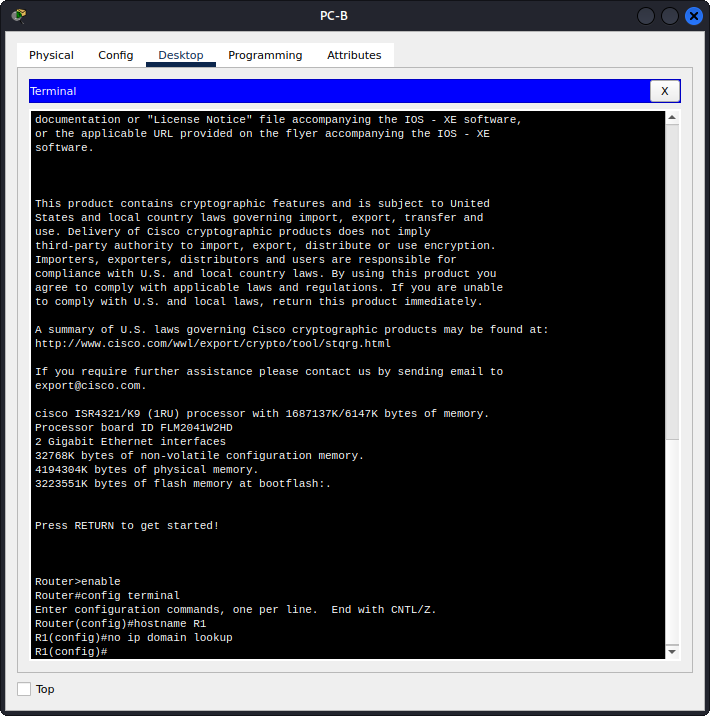 PC-B
Physical Config Desktop Programming Attributes
Terminal X
documentation or "License Notice" file accompanying the IOS - XE software,
or the applicable URL provided on the flyer accompanying the IOS - XE
software.
This product contains cryptographic features and is subject to United
States and local country laws governing import, export, transfer and
use. Delivery of Cisco cryptographic products does not imply
third-party authority to import, export, distribute or use encryption.
Importers, exporters, distributors and users are responsible for
compliance with U.S. and local country laws. By using this product you
agree to comply with applicable laws and regulations. If you are unable
to comply with U.S. and local laws, return this product immediately.
A summary of U.S. laws governing Cisco cryptographic products may be found at:
http://www.cisco.com/wwl/export/crypto/tool/stqrg.html
If you require further assistance please contact us by sending email to
export@cisco.com.
cisco ISR4321/K9 (1RU) processor with 1687137K/6147K bytes of memory.
Processor board ID FLM2041W2HD
2 Gigabit Ethernet interfaces
32768K bytes of non-volatile configuration memory.
4194304K bytes of physical memory.
3223551K bytes of flash memory at bootflash:.
Press RETURN to get started!
Router>enable
Router#config terminal
Enter configuration commands, one per line.  End with CNTL/Z.
Router(config)#hostname R1
R1(config)#no ip domain lookup
R1(config)#
Top